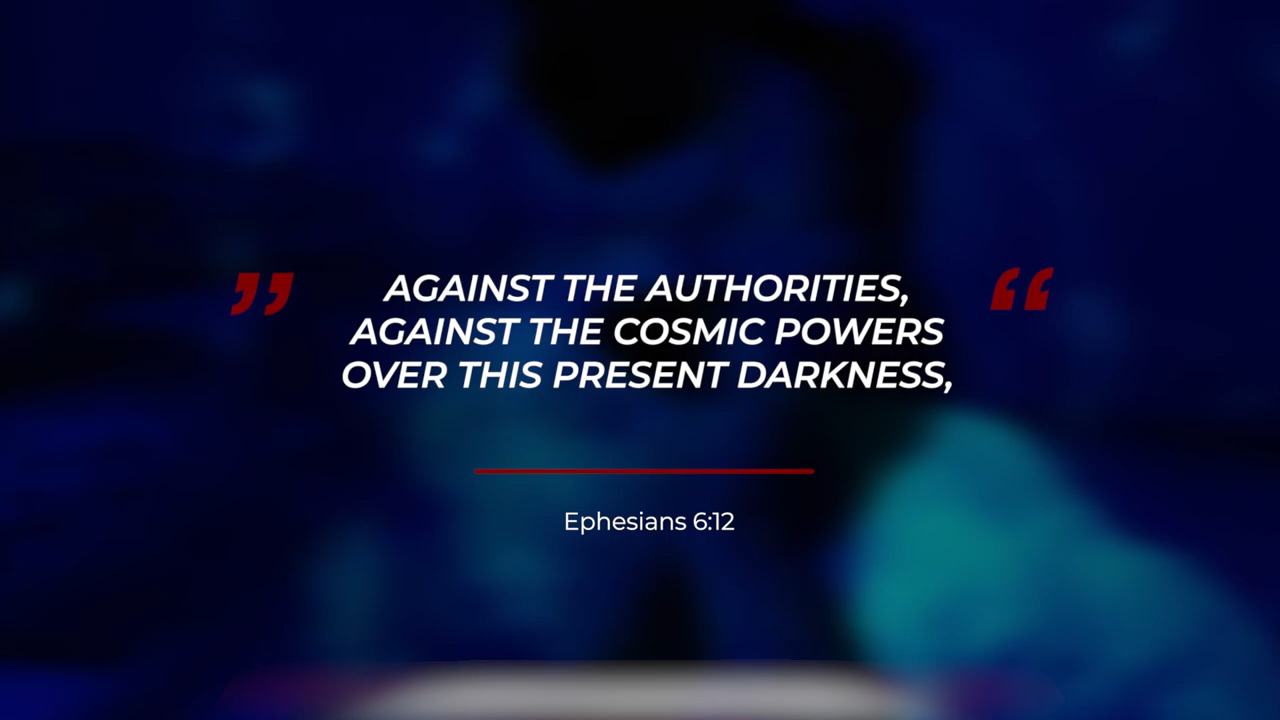 ” AGAINST THE AUTHORITIES, “
AGAINST THE COSMIC POWERS
OVER THIS PRESENT DARKNESS,
Ephesians 6:12